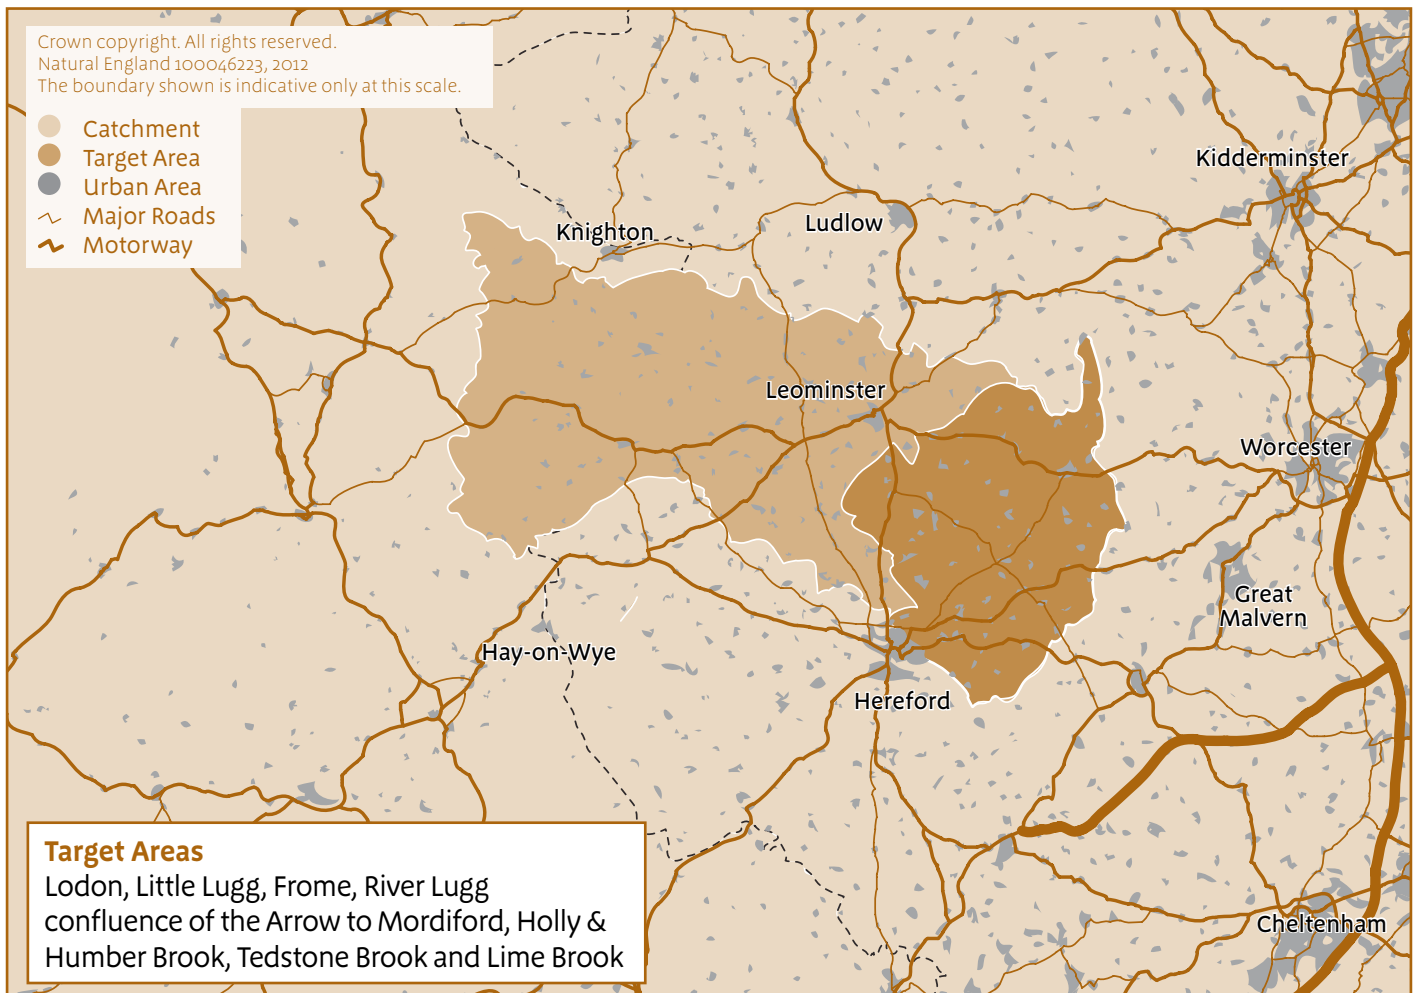 Crown copyright. All rights reserved.
Natural England 100046223, 2012
The boundary shown is indicative only at this scale.
Catchment
Target Area
Urban Area
Major Roads
Motorway
Kidderminster
Knighton
Ludlow
Leominster
Worcester
Great
Malvern
Hay-on-Wye
Hereford
Cheltenham
Target Areas
Lodon, Little Lugg, Frome, River Lugg
confluence of the Arrow to Mordiford, Holly &
Humber Brook, Tedstone Brook and Lime Brook